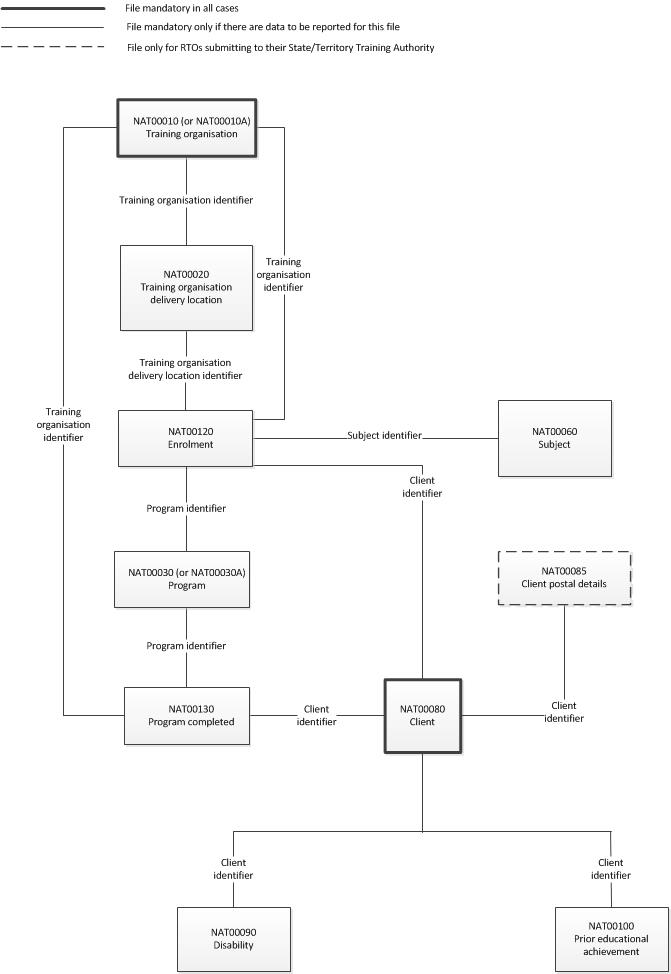 File mandatory in all cases
File mandatory only if there are data to be reported for this file
File only for RTOs submitting to their State/Territory Training Authority
NAT00010 (or NAT00010A)
Training organisation
Training organisation identifier
NAT00020
Training organisation
delivery location
Training
organisation
identifier
Training organisation
delivery location identifier
Training
organisation
identifier
NAT00120
Enrolment
Subject identifier
NAT00060
Subject
Client
identifier
Program identifier
NAT00030 (or NAT00030A)
Program
NAT00085
Client postal details
Program identifier
NAT00130
Program completed
Client
identifier
NAT00080
Client
Client
identifier
Client
identifier
Client
identifier
NAT00090
Disability
NAT00100
Prior educational
achievement